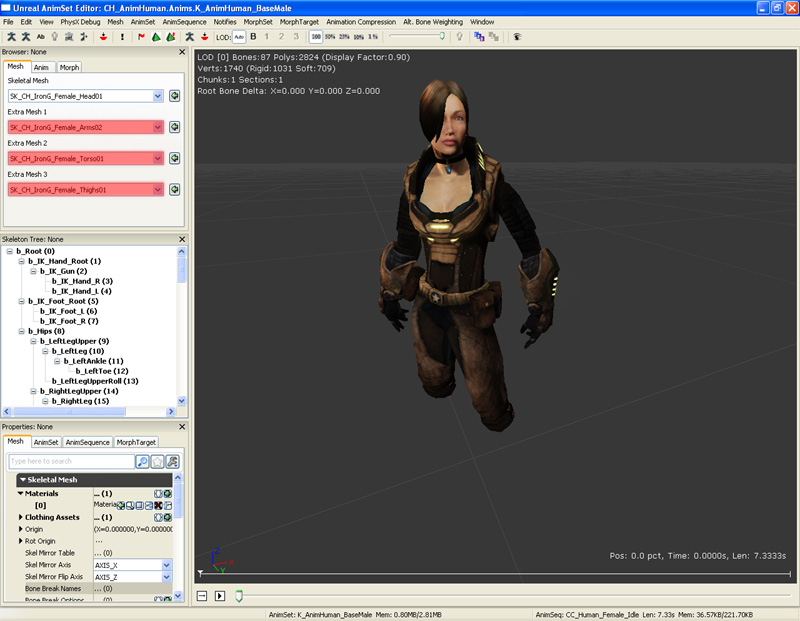 Unreal AnimSet Editor: CH_AnimHuman.Anims.K_AnimHuman_BaseMale
File Edit View PhysX Debug Mesh AnimSet AnimSequence Notifies MorphSet MorphTarget Animation Compression Alt. Bone Weighting Window
LOD: Auto B 1 2 3 100 50% 25% 10% 1%
Browser: None
Mesh Anim Morph
Skeletal Mesh
SK_CH_IronG_Female_Head01
Extra Mesh 1
SK_CH_IronG_Female_Arms02
Extra Mesh 2
SK_CH_IronG_Female_Torso01
Extra Mesh 3
SK_CH_IronG_Female_Thighs01
Skeleton Tree: None
b_Root (0)
b_IK_Hand_Root (1)
b_IK_Gun (2)
b_IK_Hand_R (3)
b_IK_Hand_L (4)
b_IK_Foot_Root (5)
b_IK_Foot_L (6)
b_IK_Foot_R (7)
b_Hips (8)
b_LeftLegUpper (9)
b_LeftLeg (10)
b_LeftAnkle (11)
b_LeftToe (12)
b_LeftLegUpperRoll (13)
b_RightLegUpper (14)
b_RightLeg (15)
Properties: None
Mesh AnimSet AnimSequence MorphTarget
Type here to search
Skeletal Mesh
Materials ... (1)
[0] Materia
Clothing Assets ... (1)
Origin (X=0.000000,Y=0.000000
Rot Origin ...
Skel Mirror Table ... (0)
Skel Mirror Axis AXIS_X
Skel Mirror Flip Axis AXIS_Z
Bone Break Names ... (0)
Bone Break Options ... (0)
LOD [0] Bones:87 Polys:2824 (Display Factor:0.90)
Verts:1740 (Rigid:1031 Soft:709)
Chunks:1 Sections:1
Root Bone Delta: X=0.000 Y=0.000 Z=0.000
Z X Y
Pos: 0.0 pct, Time: 0.0000s, Len: 7.3333s
AnimSet: K_AnimHuman_BaseMale Mem: 0.80MB/2.81MB AnimSeq: CC_Human_Female_Idle Len: 7.33s Mem: 36.57KB/221.70KB